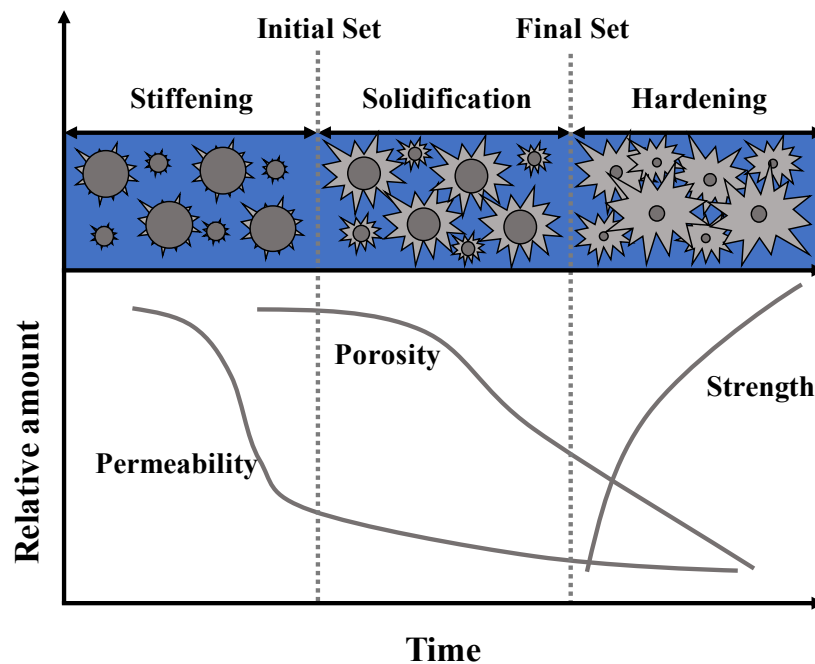 Initial Set
Final Set
Stiffening
Solidification
Hardening
Porosity
Strength
Permeability
Relative amount
Time